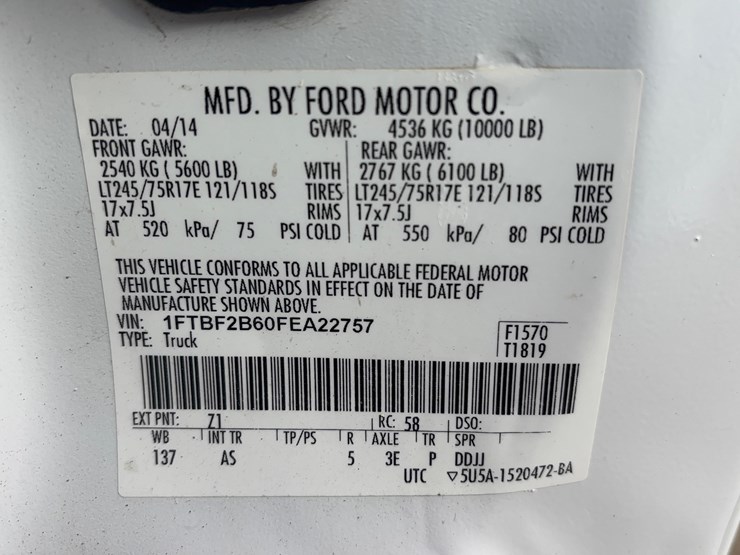 MFD. BY FORD MOTOR CO.
DATE: 04/14 GVWR: 4536 KG (10000 LB)
FRONT GAWR: REAR GAWR:
2540 KG ( 5600 LB) WITH 2767 KG ( 6100 LB) WITH
LT245/75R17E 121/118S TIRES LT245/75R17E 121/118S TIRES
17x7.5J RIMS 17x7.5J RIMS
AT 520 kPa/ 75 PSI COLD AT 550 kPa/ 80 PSI COLD
THIS VEHICLE CONFORMS TO ALL APPLICABLE FEDERAL MOTOR
VEHICLE SAFETY STANDARDS IN EFFECT ON THE DATE OF
MANUFACTURE SHOWN ABOVE.
VIN: 1FTBF2B60FEA22757 F1570
TYPE: Truck T1819
EXT PNT: Z1 RC: 58 DSO:
WB INT TR TP/PS R AXLE TR SPR
137 AS 5 3E P DDJJ
UTC ▽5U5A-1520472-BA